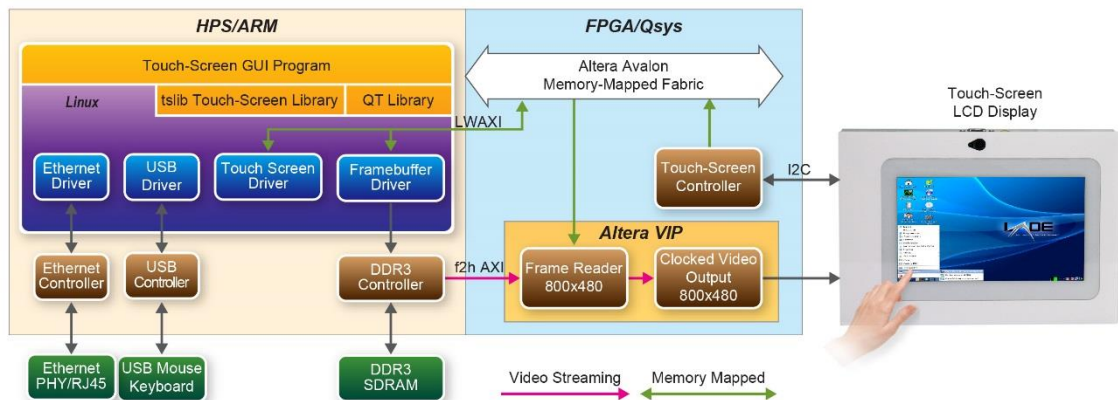 HPS/ARM
FPGA/Qsys
Touch-Screen GUI Program
Linux
tslib Touch-Screen Library
QT Library
Altera Avalon
Memory-Mapped Fabric
LWAXI
Ethernet
Driver
USB
Driver
Touch Screen
Driver
Framebuffer
Driver
Touch-Screen
Controller
I2C
Touch-Screen
LCD Display
Altera VIP
Ethernet
Controller
USB
Controller
DDR3
Controller
f2h AXI
Frame Reader
800x480
Clocked Video
Output
800x480
Ethernet
PHY/RJ45
USB Mouse
Keyboard
DDR3
SDRAM
Video Streaming
Memory Mapped